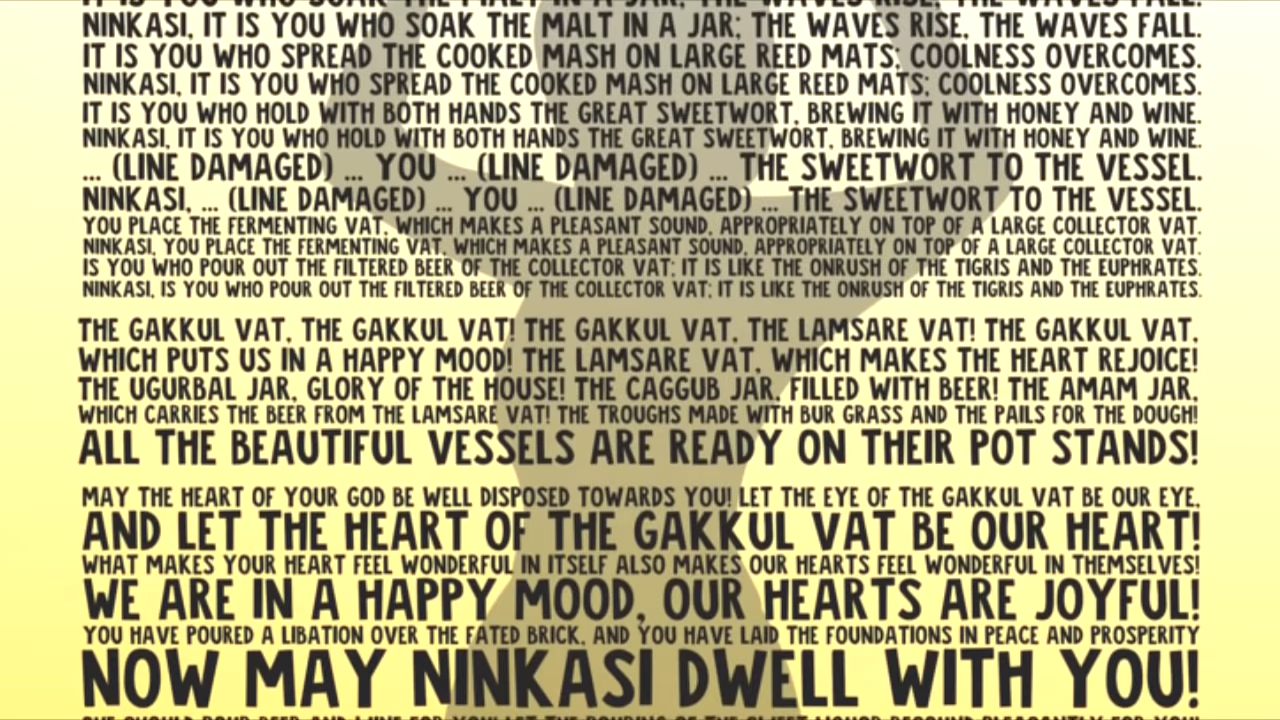 IT IS YOU WHO SOAK THE MALT IN A JAR; THE WAVES RISE, THE WAVES FALL.
NINKASI, IT IS YOU WHO SOAK THE MALT IN A JAR; THE WAVES RISE, THE WAVES FALL.
IT IS YOU WHO SPREAD THE COOKED MASH ON LARGE REED MATS; COOLNESS OVERCOMES.
NINKASI, IT IS YOU WHO SPREAD THE COOKED MASH ON LARGE REED MATS; COOLNESS OVERCOMES.
IT IS YOU WHO HOLD WITH BOTH HANDS THE GREAT SWEETWORT, BREWING IT WITH HONEY AND WINE.
NINKASI, IT IS YOU WHO HOLD WITH BOTH HANDS THE GREAT SWEETWORT, BREWING IT WITH HONEY AND WINE.
... (LINE DAMAGED) ... YOU ... (LINE DAMAGED) ... THE SWEETWORT TO THE VESSEL.
NINKASI, ... (LINE DAMAGED) ... YOU ... (LINE DAMAGED) ... THE SWEETWORT TO THE VESSEL.
YOU PLACE THE FERMENTING VAT, WHICH MAKES A PLEASANT SOUND, APPROPRIATELY ON TOP OF A LARGE COLLECTOR VAT.
NINKASI, YOU PLACE THE FERMENTING VAT, WHICH MAKES A PLEASANT SOUND, APPROPRIATELY ON TOP OF A LARGE COLLECTOR VAT.
IS YOU WHO POUR OUT THE FILTERED BEER OF THE COLLECTOR VAT; IT IS LIKE THE ONRUSH OF THE TIGRIS AND THE EUPHRATES.
NINKASI, IS YOU WHO POUR OUT THE FILTERED BEER OF THE COLLECTOR VAT; IT IS LIKE THE ONRUSH OF THE TIGRIS AND THE EUPHRATES.
THE GAKKUL VAT, THE GAKKUL VAT! THE GAKKUL VAT, THE LAMSARE VAT! THE GAKKUL VAT,
WHICH PUTS US IN A HAPPY MOOD! THE LAMSARE VAT, WHICH MAKES THE HEART REJOICE!
THE UGURBAL JAR, GLORY OF THE HOUSE! THE CAGGUB JAR, FILLED WITH BEER! THE AMAM JAR,
WHICH CARRIES THE BEER FROM THE LAMSARE VAT! THE TROUGHS MADE WITH BUR GRASS AND THE PAILS FOR THE DOUGH!
ALL THE BEAUTIFUL VESSELS ARE READY ON THEIR POT STANDS!
MAY THE HEART OF YOUR GOD BE WELL DISPOSED TOWARDS YOU! LET THE EYE OF THE GAKKUL VAT BE OUR EYE,
AND LET THE HEART OF THE GAKKUL VAT BE OUR HEART!
WHAT MAKES YOUR HEART FEEL WONDERFUL IN ITSELF ALSO MAKES OUR HEARTS FEEL WONDERFUL IN THEMSELVES!
WE ARE IN A HAPPY MOOD, OUR HEARTS ARE JOYFUL!
YOU HAVE POURED A LIBATION OVER THE FATED BRICK, AND YOU HAVE LAID THE FOUNDATIONS IN PEACE AND PROSPERITY
NOW MAY NINKASI DWELL WITH YOU!